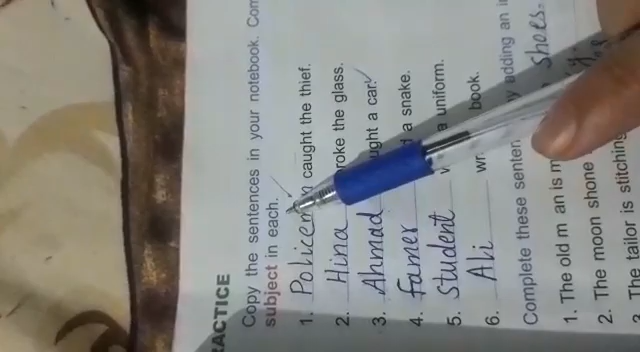 RACTICE
Copy the sentences in your notebook. Com
subject in each.
1. Policem caught the thief.
2. Hina roke the glass.
3. Ahmad ught a car.
4. Famer a snake.
5. Student a uniform.
6. Ali wr book.
Complete these senten y adding an i
1. The old m an is m shoes.
2. The moon shone
3. The tailor is stitching